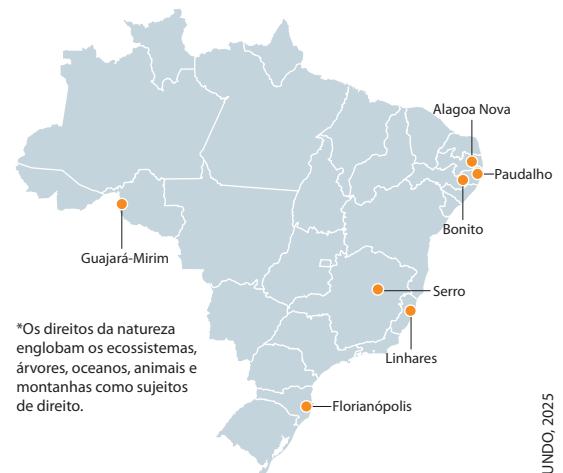 Alagoa Nova
Paudalho
Bonito
Guajará-Mirim
Serro
Linhares
*Os direitos da natureza
englobam os ecossistemas,
árvores, oceanos, animais e
montanhas como sujeitos
de direito.
Florianópolis
UNDO, 2025